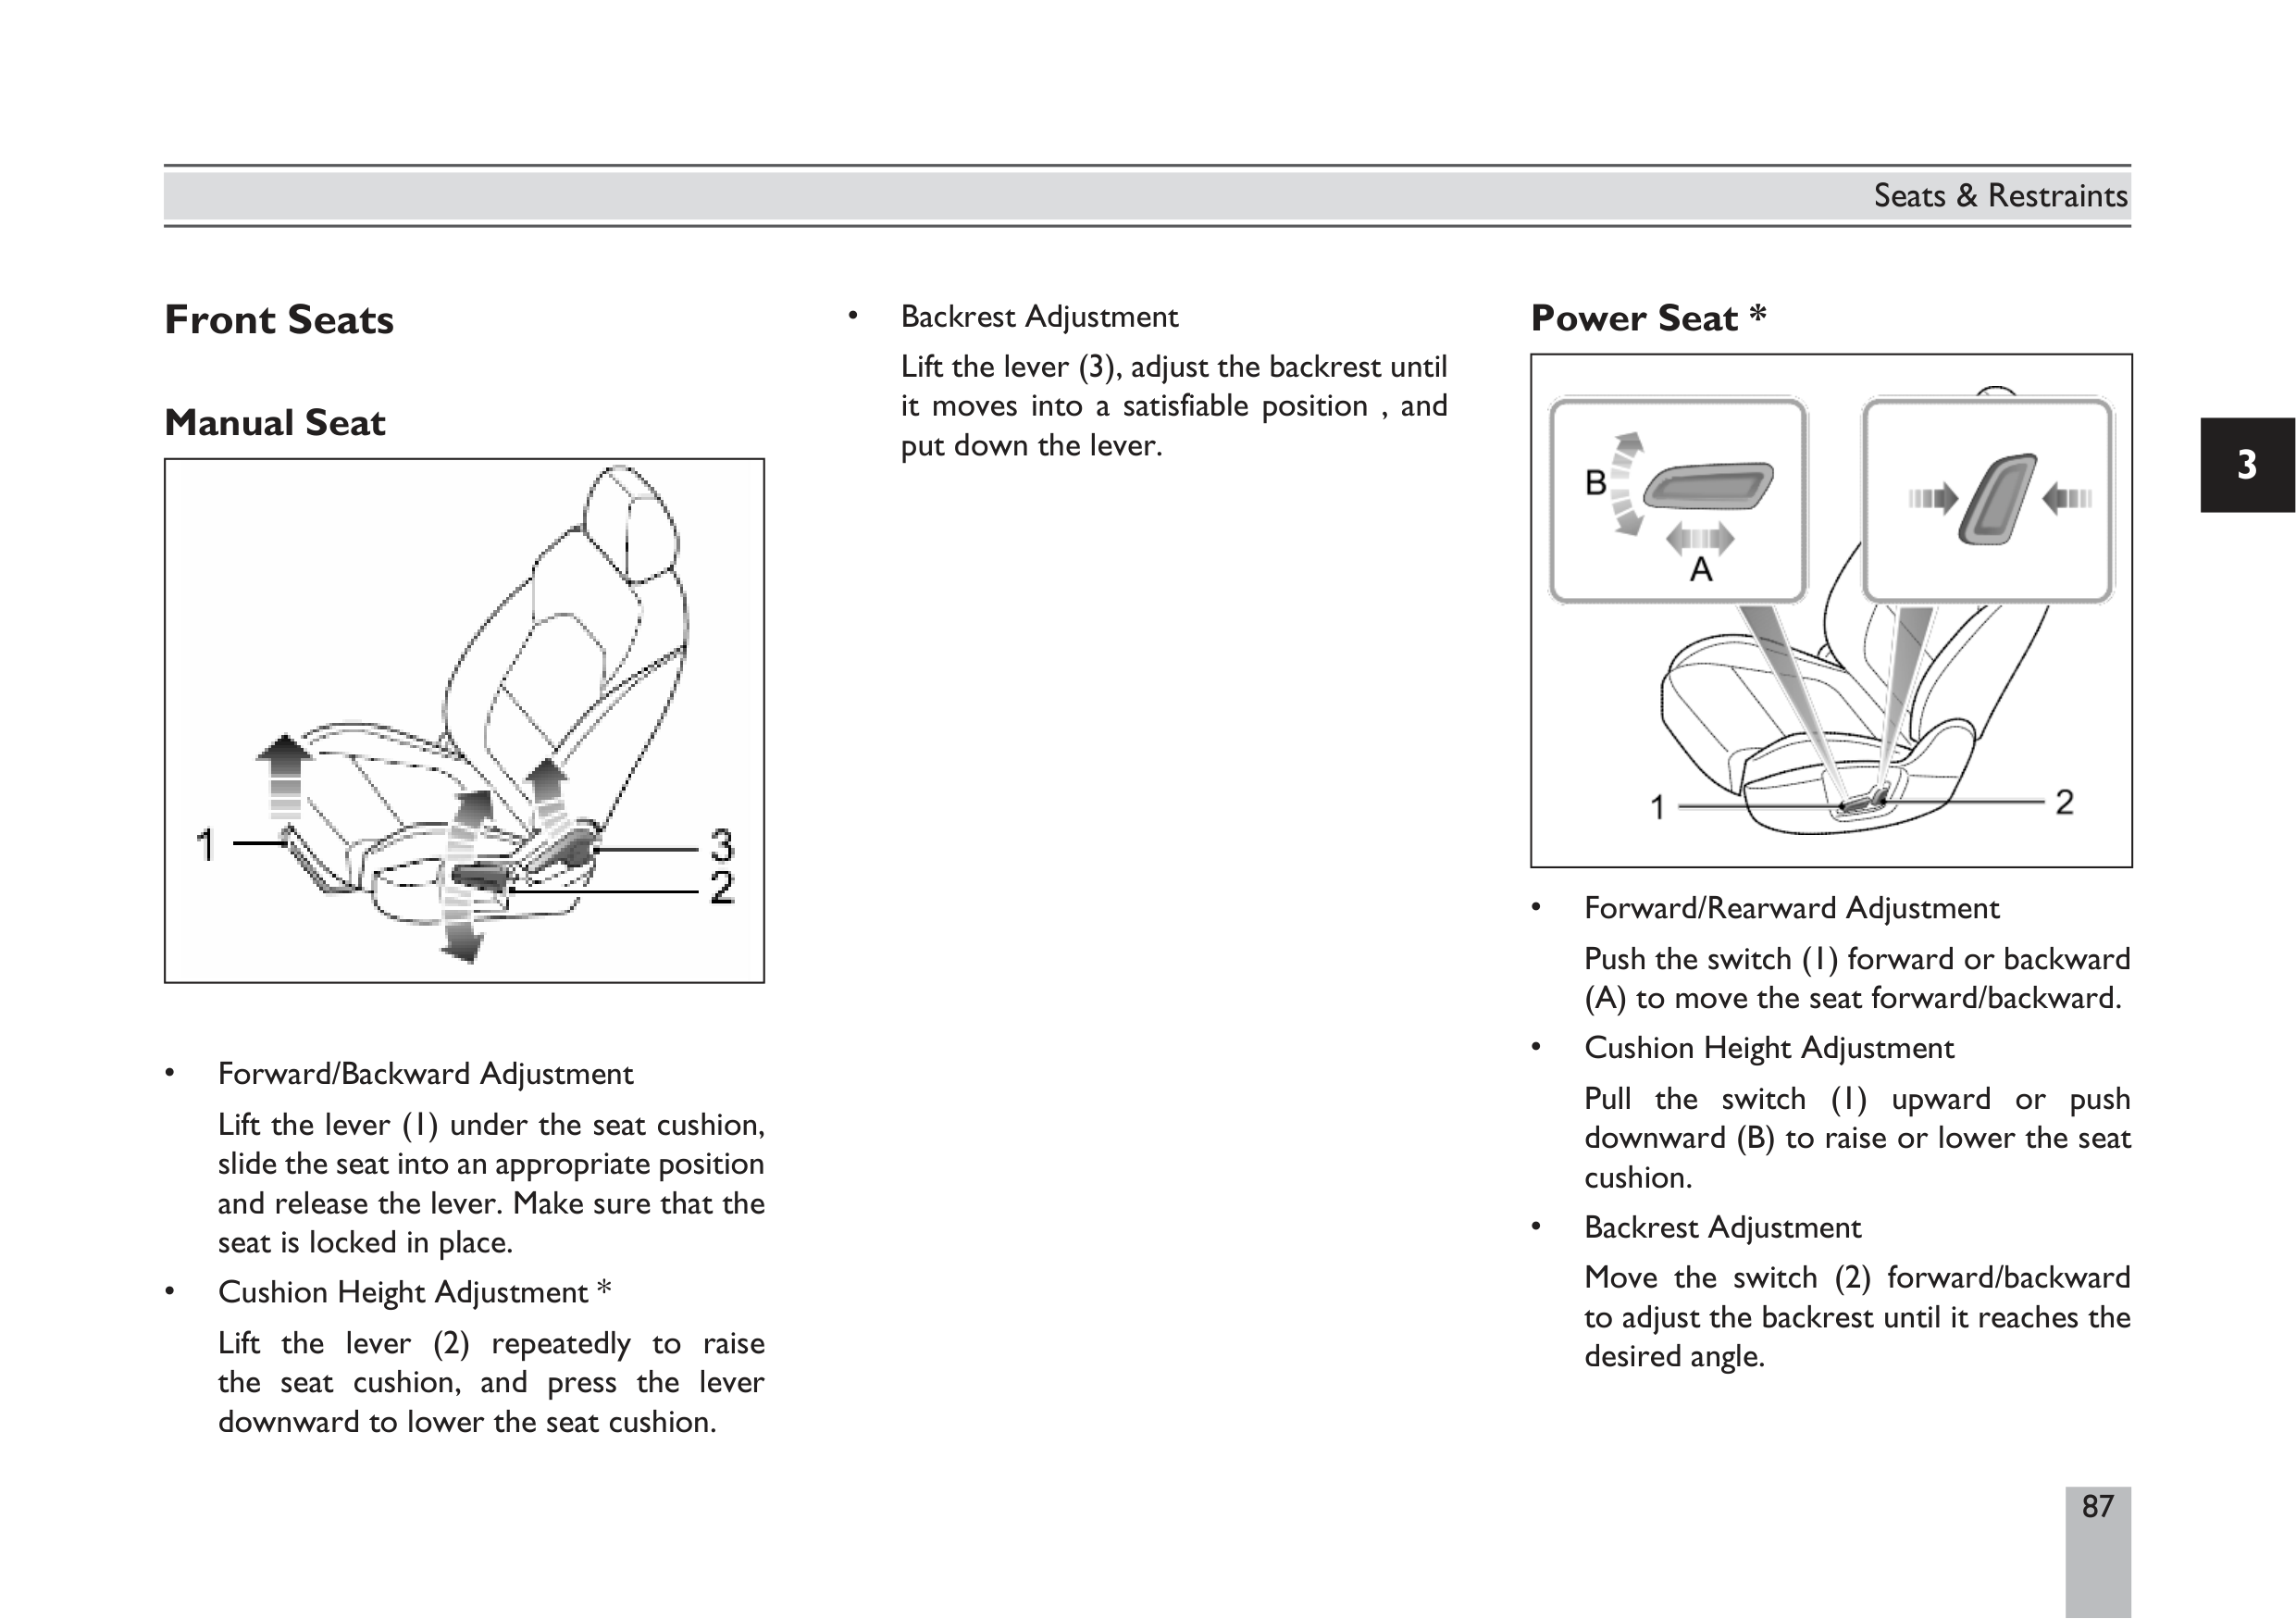 Seats & Restraints
Front Seats
Manual Seat
1
3
2
• Forward/Backward Adjustment
Lift the lever (1) under the seat cushion,
slide the seat into an appropriate position
and release the lever. Make sure that the
seat is locked in place.
• Cushion Height Adjustment *
Lift the lever (2) repeatedly to raise
the seat cushion, and press the lever
downward to lower the seat cushion.
• Backrest Adjustment
Lift the lever (3), adjust the backrest until
it moves into a satisfiable position , and
put down the lever.
Power Seat *
B
A
1
2
• Forward/Rearward Adjustment
Push the switch (1) forward or backward
(A) to move the seat forward/backward.
• Cushion Height Adjustment
Pull the switch (1) upward or push
downward (B) to raise or lower the seat
cushion.
• Backrest Adjustment
Move the switch (2) forward/backward
to adjust the backrest until it reaches the
desired angle.
3
87